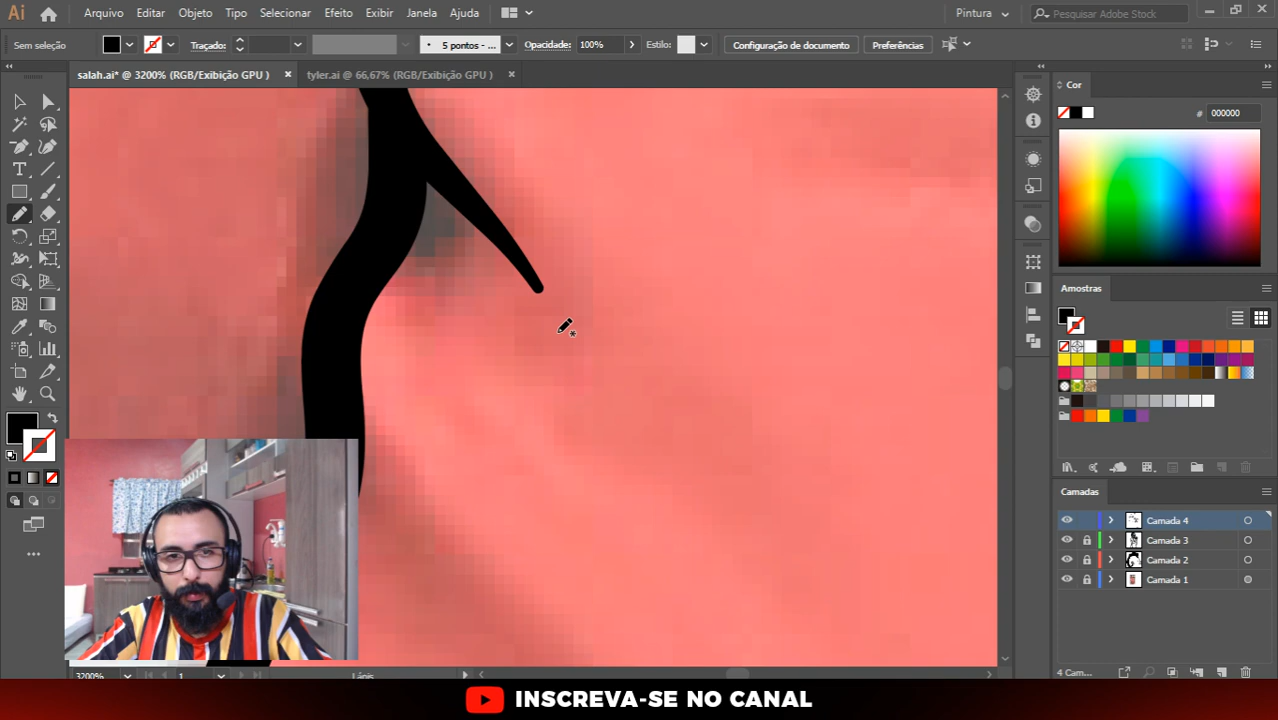 Ai Arquivo Editar Objeto Tipo Selecionar Efeito Exibir Janela Ajuda Pintura Pesquisar Adobe Stock
Sem seleção Traçado: 5 pontos - ... Opacidade: 100% Estilo: Configuração de documento Preferências
salah.ai* @ 3200% (RGB/Exibição GPU ) × tyler.ai @ 66,67% (RGB/Exibição GPU ) ×
Cor
# 000000
Amostras
Camadas
Camada 4
Camada 3
Camada 2
Camada 1
3200% 1 Lápis 4 Cam...
INSCREVA-SE NO CANAL